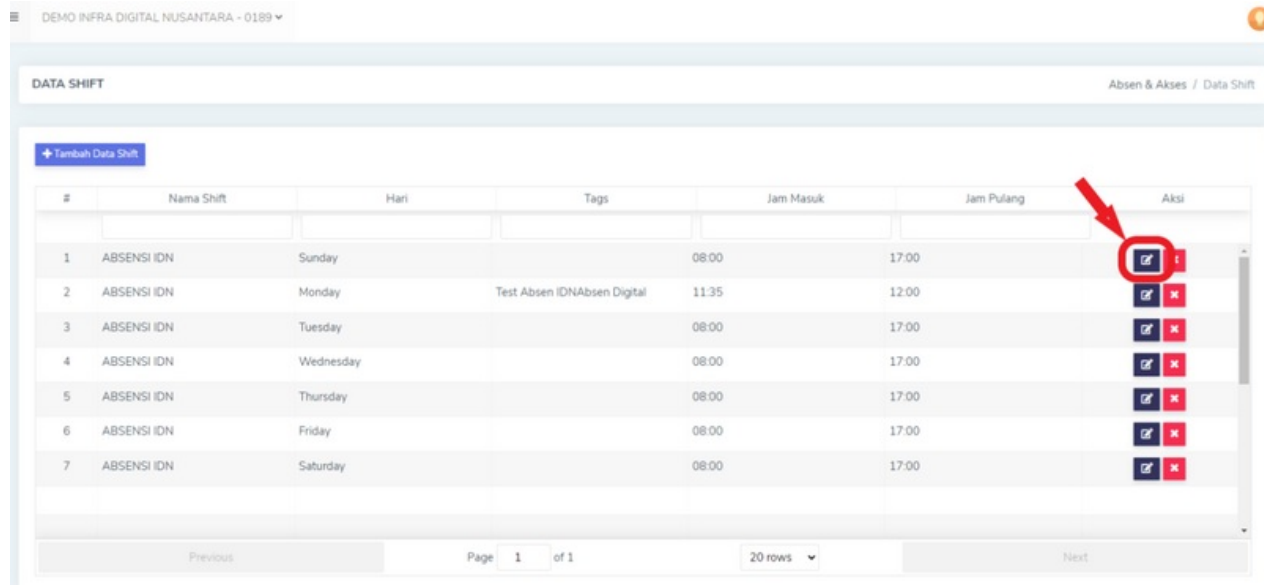 DEMO INFRA DIGITAL NUSANTARA - 0189
DATA SHIFT
Absen & Akses / Data Shift
+Tambah Data Shift
# Nama Shift Hari Tags Jam Masuk Jam Pulang Aksi
1 ABSENSI IDN Sunday 08:00 17:00
2 ABSENSI IDN Monday Test Absen IDNAbsen Digital 11:35 12:00
3 ABSENSI IDN Tuesday 08:00 17:00
4 ABSENSI IDN Wednesday 08:00 17:00
5 ABSENSI IDN Thursday 08:00 17:00
6 ABSENSI IDN Friday 08:00 17:00
7 ABSENSI IDN Saturday 08:00 17:00
Previous Page 1 of 1 20 rows Next